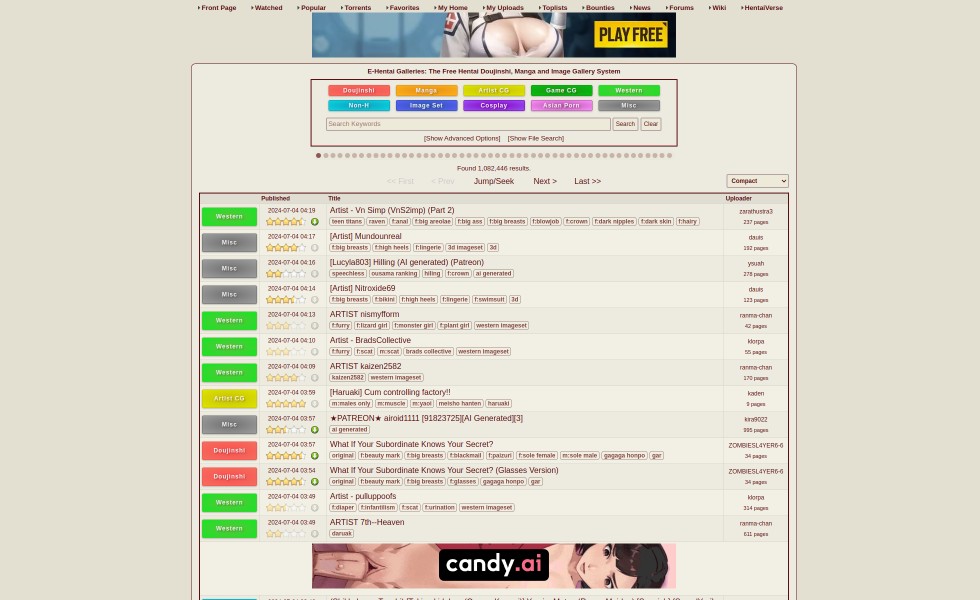 Front Page Watched Popular Torrents Favorites My Home My Uploads Toplists Bounties News Forums Wiki HentaiVerse
PLAY FREE
E-Hentai Galleries: The Free Hentai Doujinshi, Manga and Image Gallery System
Doujinshi Manga Artist CG Game CG Western
Non-H Image Set Cosplay Asian Porn Misc
Search Keywords Search Clear
[Show Advanced Options] [Show File Search]
Found 1,082,446 results.
<< First < Prev Jump/Seek Next > Last >> Compact
Published Title Uploader
Western 2024-07-04 04:19 Artist - Vn Simp (VnS2imp) (Part 2) zarathustra3
teen titans raven f:anal f:big areolae f:big ass f:big breasts f:blowjob f:crown f:dark nipples f:dark skin f:hairy 237 pages
Misc 2024-07-04 04:17 [Artist] Mundounreal dauis
f:big breasts f:high heels f:lingerie 3d imageset 3d 192 pages
Misc 2024-07-04 04:16 [Lucyla803] Hilling (AI generated) (Patreon) ysuah
speechless ousama ranking hiling f:crown ai generated 278 pages
Misc 2024-07-04 04:14 [Artist] Nitroxide69 dauis
f:big breasts f:bikini f:high heels f:lingerie f:swimsuit 3d 123 pages
Western 2024-07-04 04:13 ARTIST nismyfform ranma-chan
f:furry f:lizard girl f:monster girl f:plant girl western imageset 42 pages
Western 2024-07-04 04:10 Artist - BradsCollective klorpa
f:furry f:scat m:scat brads collective western imageset 55 pages
Western 2024-07-04 04:09 ARTIST kaizen2582 ranma-chan
kaizen2582 western imageset 170 pages
Artist CG 2024-07-04 03:59 [Haruaki] Cum controlling factory!! kaden
m:males only m:muscle m:yaoi meisho hanten haruaki 9 pages
Misc 2024-07-04 03:57 ★PATREON★ airoid1111 [91823725][AI Generated][3] kira9022
ai generated 995 pages
Doujinshi 2024-07-04 03:57 What If Your Subordinate Knows Your Secret? ZOMBIESL4YER6-6
original f:beauty mark f:big breasts f:blackmail f:paizuri f:sole female m:sole male gagaga honpo gar 34 pages
Doujinshi 2024-07-04 03:54 What If Your Subordinate Knows Your Secret? (Glasses Version) ZOMBIESL4YER6-6
original f:beauty mark f:big breasts f:glasses gagaga honpo gar 34 pages
Western 2024-07-04 03:49 Artist - pulluppoofs klorpa
f:diaper f:infantilism f:scat f:urination western imageset 314 pages
Western 2024-07-04 03:49 ARTIST 7th--Heaven ranma-chan
daruak 611 pages
candy.ai